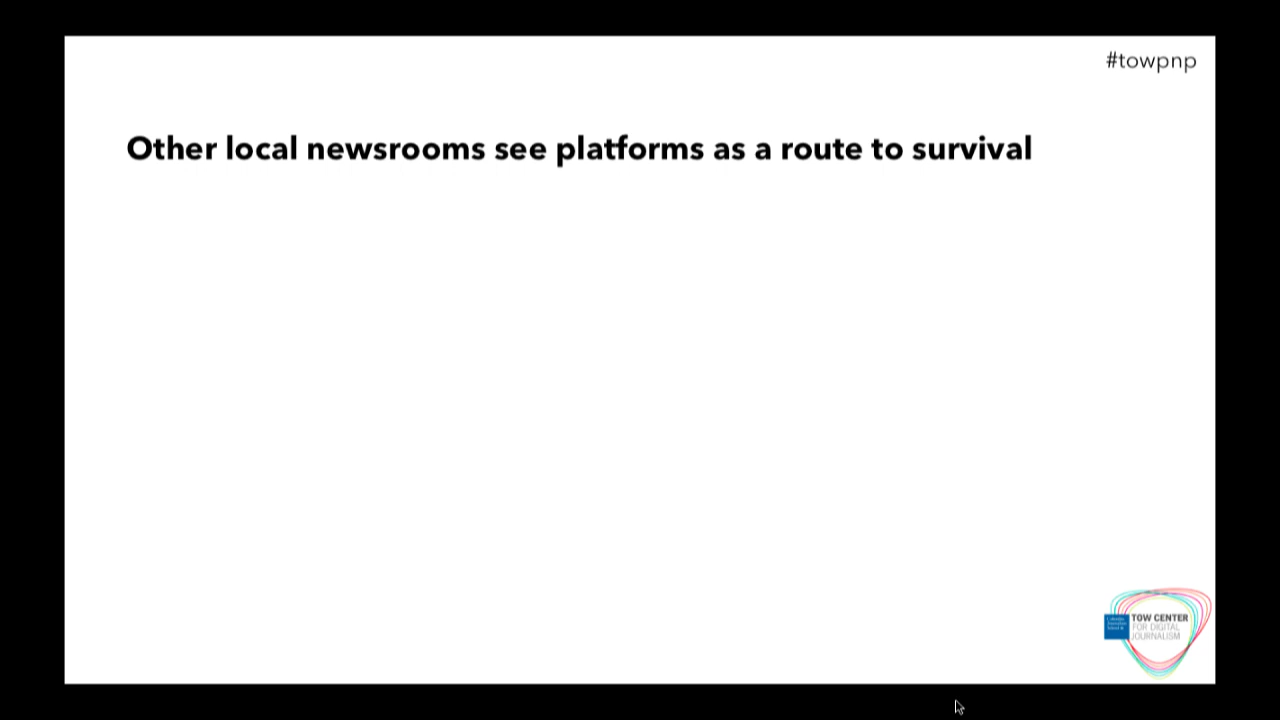 #towpnp
Other local newsrooms see platforms as a route to survival
TOW CENTER
FOR DIGITAL
JOURNALISM